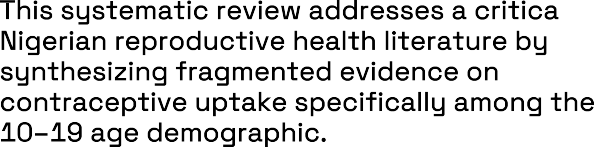 This systematic review addresses a critica
Nigerian reproductive health literature by
synthesizing fragmented evidence on
contraceptive uptake specifically among the
10–19 age demographic.